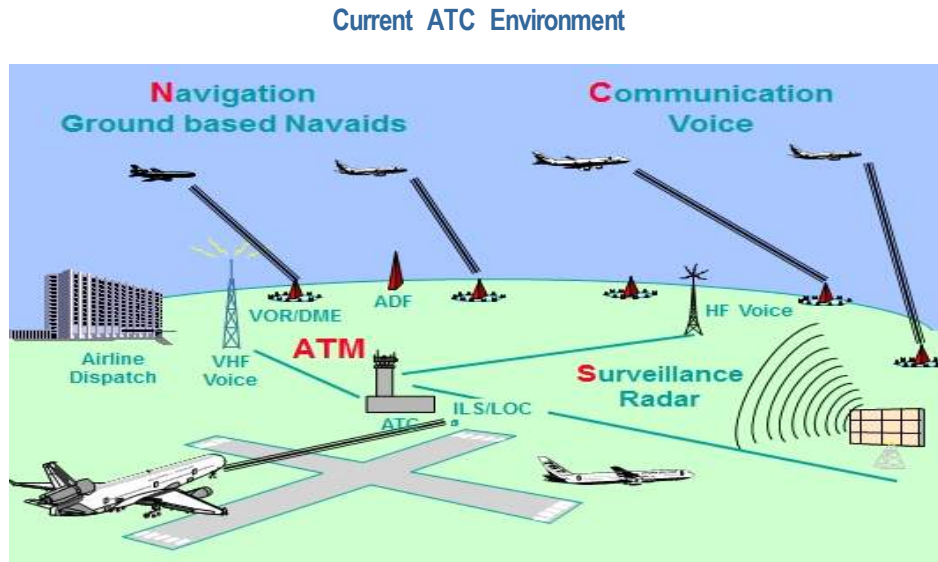 Current ATC Environment
Navigation
Ground based Navaids
Communication
Voice
VOR/DME
ADF
HF Voice
Airline
Dispatch
VHF
Voice
ATM
Surveillance
Radar
ILS/LOC
ATC